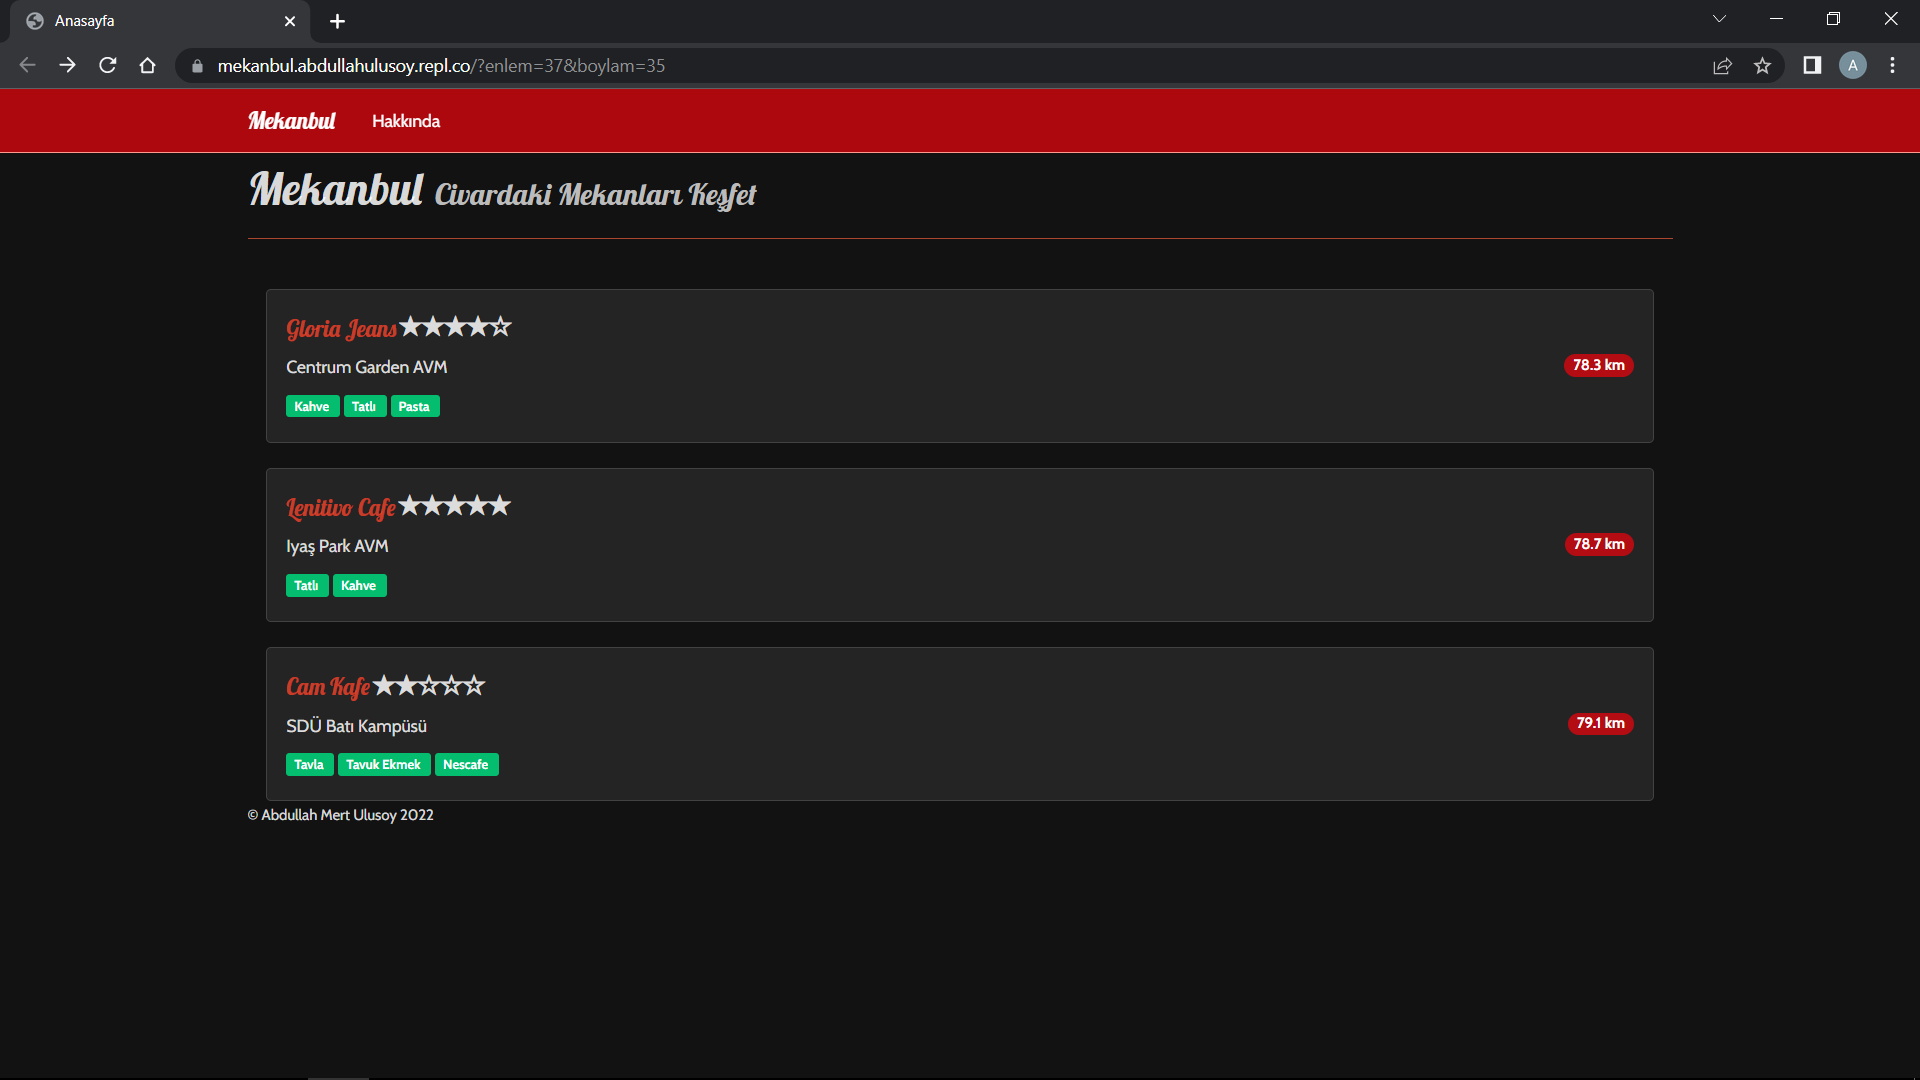 Anasayfa
mekanbul.abdullahulusoy.repl.co/?enlem=37&boylam=35
A
Mekanbul Hakkında
Mekanbul Civardaki Mekanları Keşfet
Gloria Jeans ★★★★☆
Centrum Garden AVM
78.3 km
Kahve Tatlı Pasta
Lenitivo Cafe ★★★★★
Iyaş Park AVM
78.7 km
Tatlı Kahve
Cam Kafe ★★☆☆☆
SDÜ Batı Kampüsü
79.1 km
Tavla Tavuk Ekmek Nescafe
© Abdullah Mert Ulusoy 2022